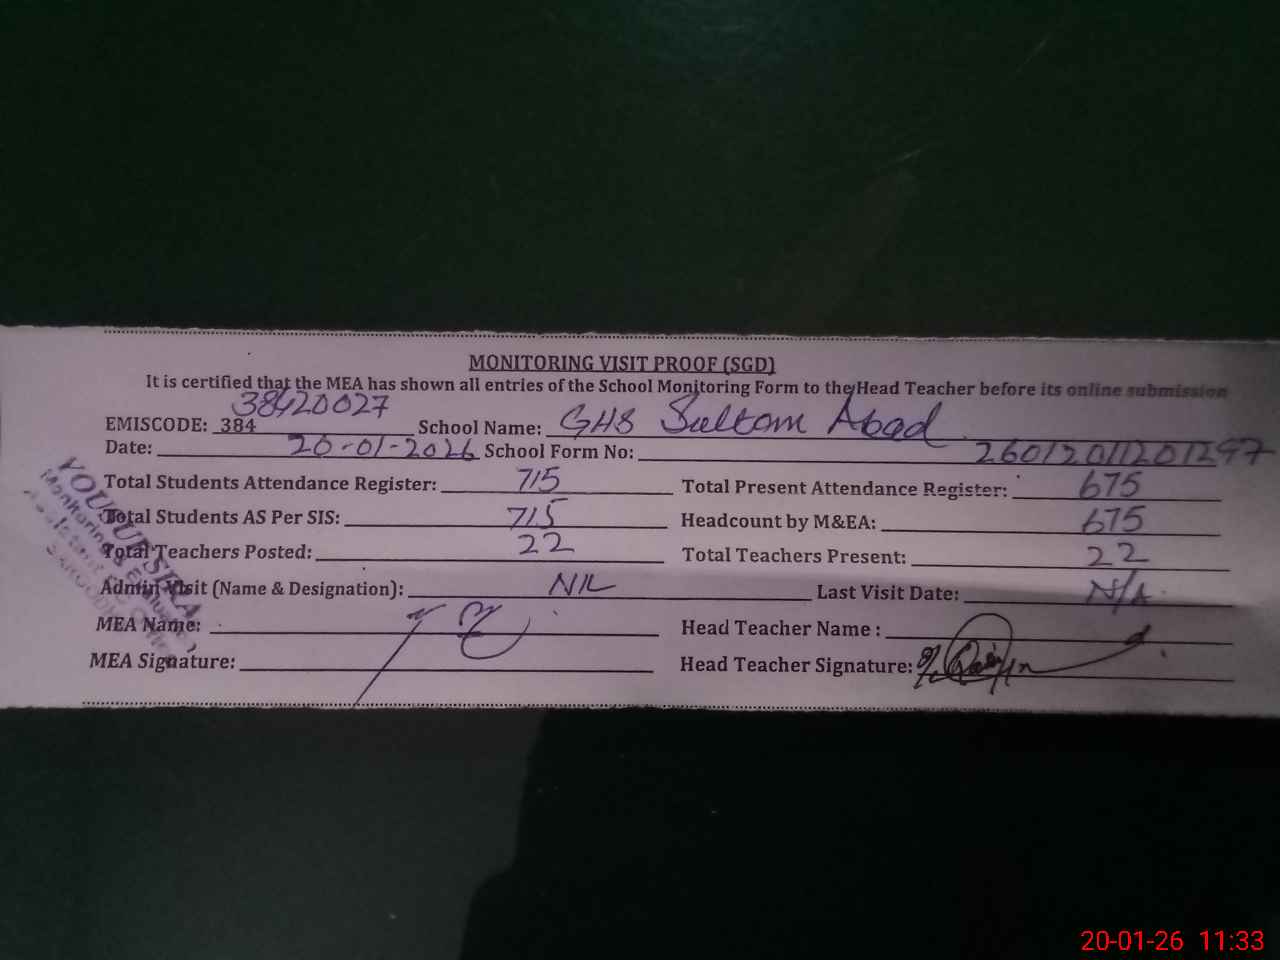 MONITORING VISIT PROOF (SGD)
It is certified that the MEA has shown all entries of the School Monitoring Form to the Head Teacher before its online submission
EMISCODE: 384 38420027 School Name: GHS Sultan Abad
Date: 20-01-2026 School Form No: 26012011201297
Total Students Attendance Register: 715 Total Present Attendance Register: 675
Total Students AS Per SIS: 715 Headcount by M&EA: 675
Total Teachers Posted: 22 Total Teachers Present: 22
Admin Visit (Name & Designation): NIL Last Visit Date: N/A
MEA Name: Head Teacher Name :
MEA Signature: Head Teacher Signature:
Monitoring &
20-01-26 11:33